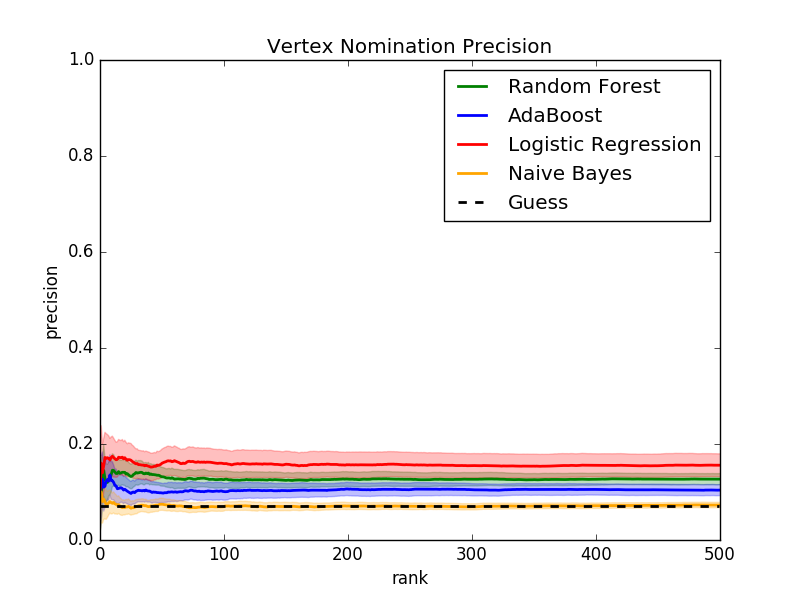 Vertex Nomination Precision
1.0
0.8
0.6
0.4
0.2
0.0
precision
Random Forest
AdaBoost
Logistic Regression
Naive Bayes
Guess
0 100 200 300 400 500
rank